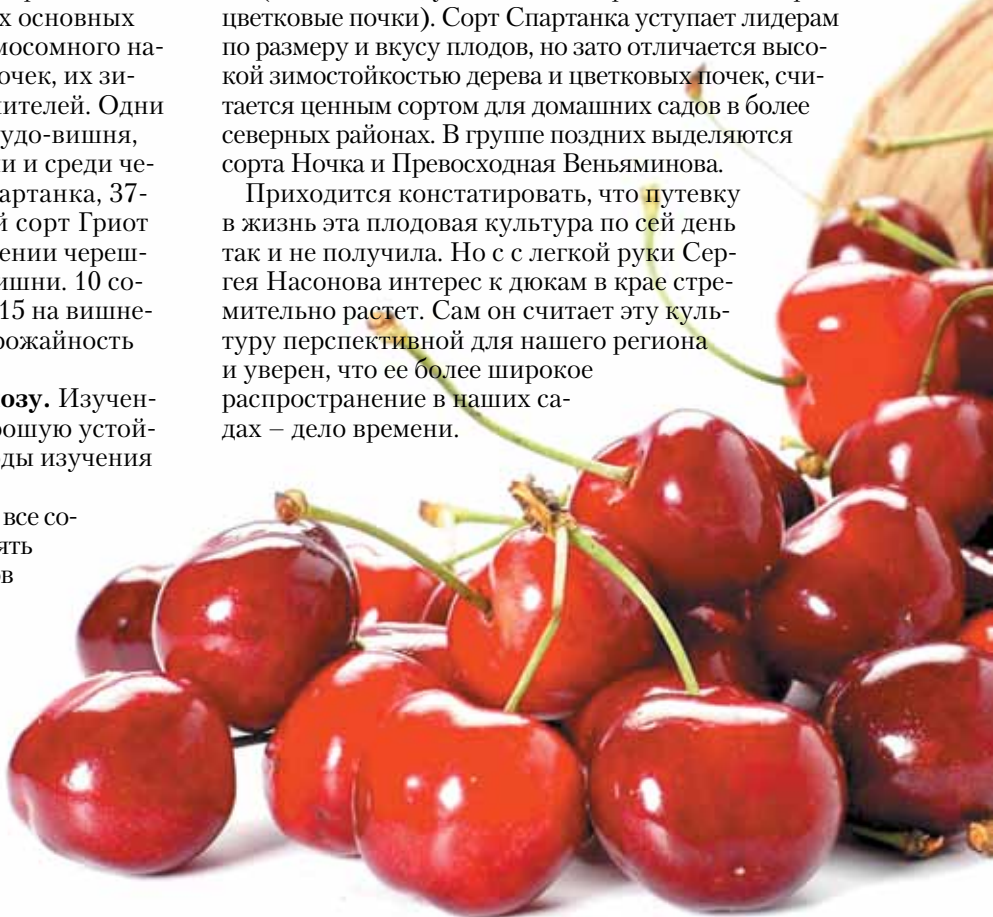 х основных
мосомного на-
очек, их зи-
нителей. Одни
удо-вишня,
и и среди че-
артанка, 37-
й сорт Гриот
ении череш-
ишни. 10 со-
15 на вишне-
рожайность
озу. Изучен-
рошую устой-
ды изучения
все со-
ять
ов
цветковые почки). Сорт Спартанка уступает лидерам
по размеру и вкусу плодов, но зато отличается высо-
кой зимостойкостью дерева и цветковых почек, счи-
тается ценным сортом для домашних садов в более
северных районах. В группе поздних выделяются
сорта Ночка и Превосходная Веньяминова.
Приходится констатировать, что путевку
в жизнь эта плодовая культура по сей день
так и не получила. Но с с легкой руки Сер-
гея Насонова интерес к дюкам в крае стре-
мительно растет. Сам он считает эту куль-
туру перспективной для нашего региона
и уверен, что ее более широкое
распространение в наших са-
дах – дело времени.